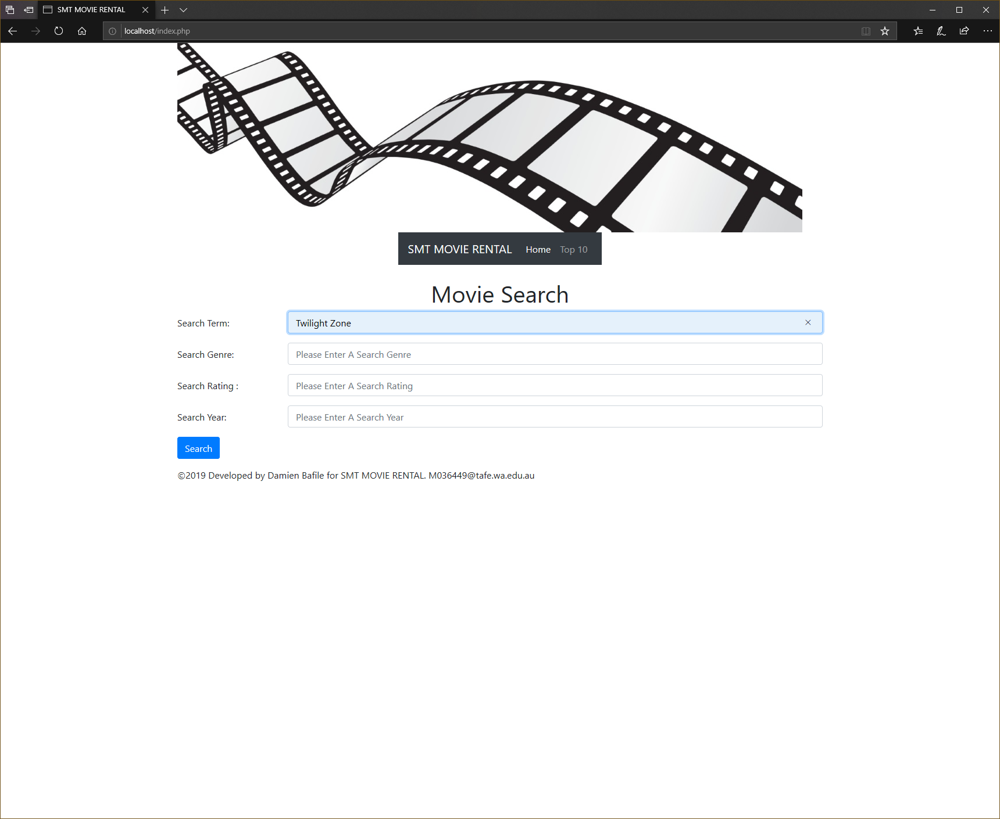 SMT MOVIE RENTAL
localhost/index.php
SMT MOVIE RENTAL Home Top 10
Movie Search
Search Term: Twilight Zone
Search Genre: Please Enter A Search Genre
Search Rating : Please Enter A Search Rating
Search Year: Please Enter A Search Year
Search
©2019 Developed by Damien Bafile for SMT MOVIE RENTAL. M036449@tafe.wa.edu.au